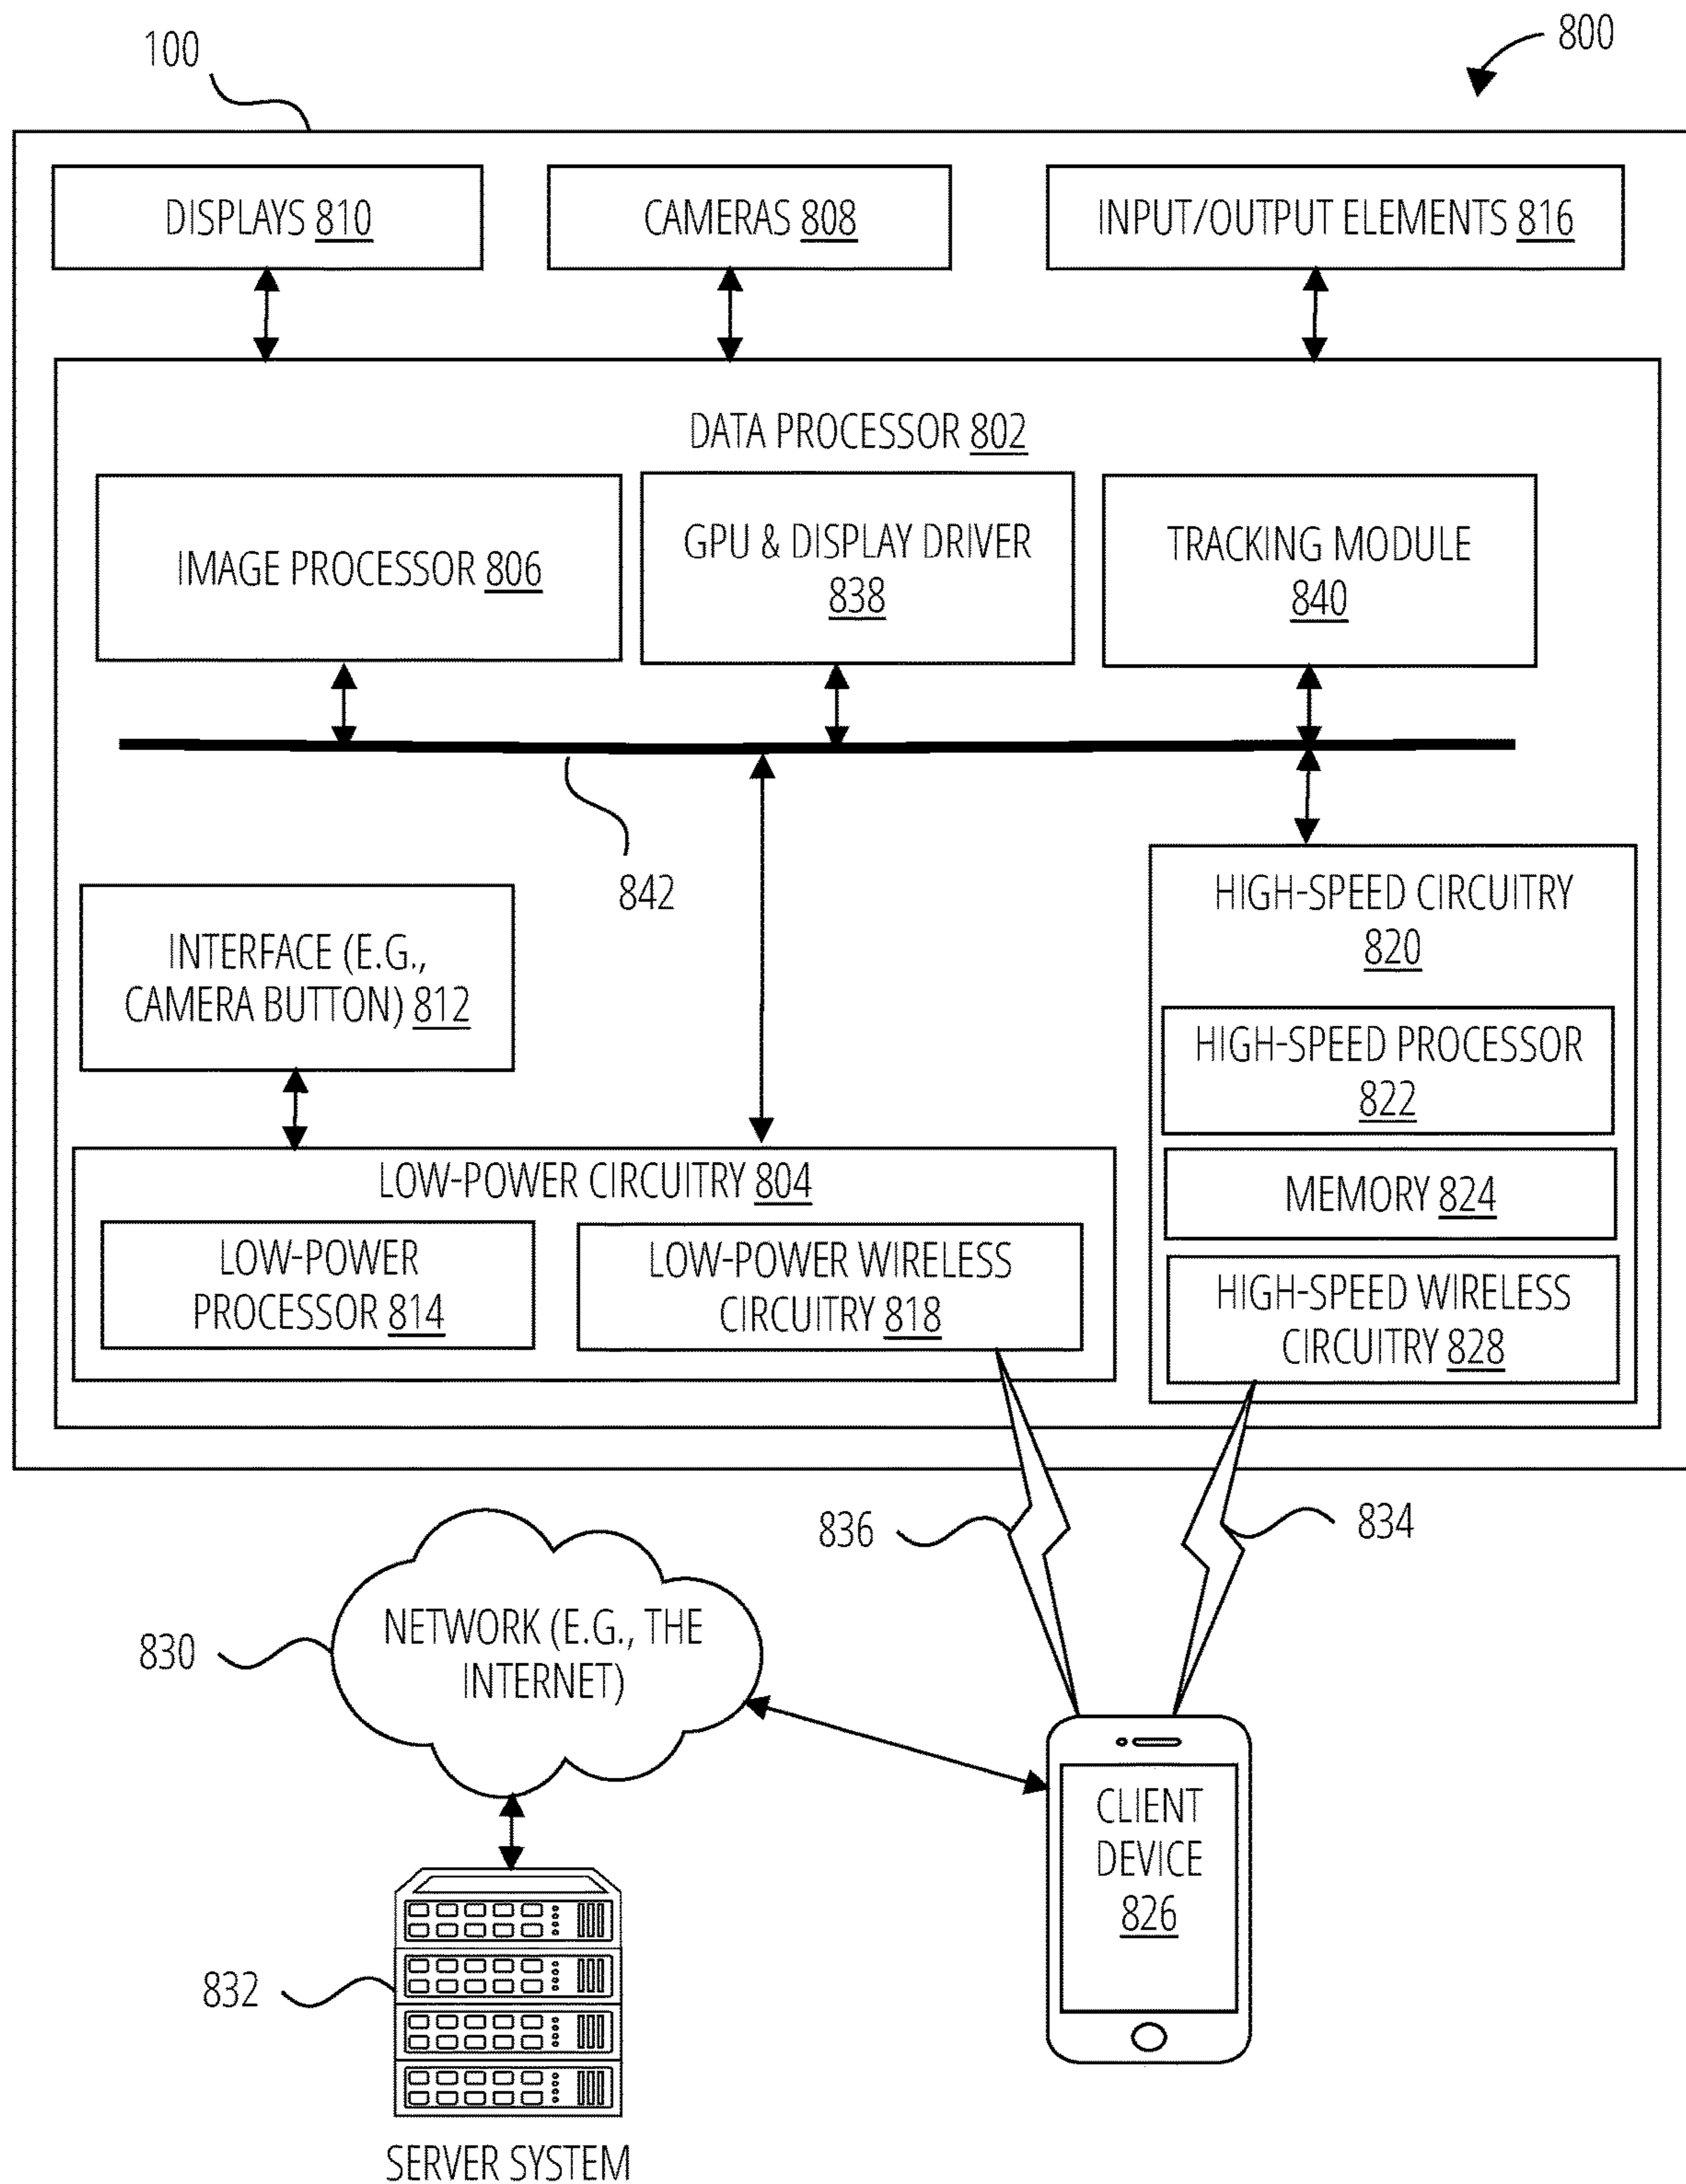 100
800
DISPLAYS 810
CAMERAS 808
INPUT/OUTPUT ELEMENTS 816
DATA PROCESSOR 802
IMAGE PROCESSOR 806
GPU & DISPLAY DRIVER
838
TRACKING MODULE
840
842
INTERFACE (E.G.,
CAMERA BUTTON) 812
HIGH-SPEED CIRCUITRY
820
HIGH-SPEED PROCESSOR
822
MEMORY 824
HIGH-SPEED WIRELESS
CIRCUITRY 828
LOW-POWER CIRCUITRY 804
LOW-POWER
PROCESSOR 814
LOW-POWER WIRELESS
CIRCUITRY 818
836
834
830
NETWORK (E.G., THE
INTERNET)
CLIENT
DEVICE
826
832
SERVER SYSTEM